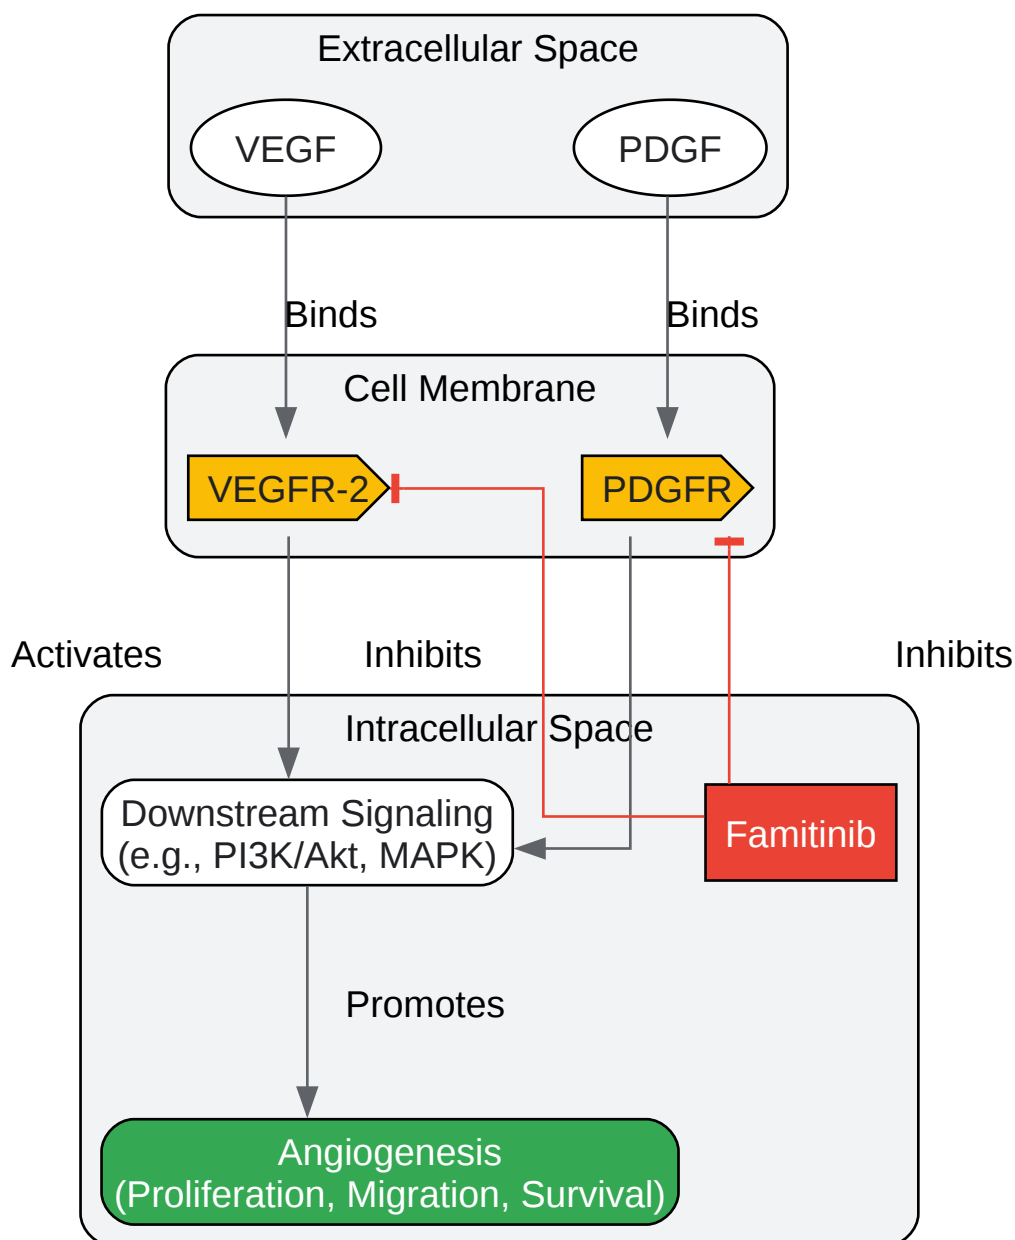 Extracellular Space
VEGF
PDGF
Binds
Binds
Cell Membrane
VEGFR-2
PDGFR
Activates
Inhibits
Inhibits
Intracellular Space
Downstream Signaling
(e.g., PI3K/Akt, MAPK)
Famitinib
Promotes
Angiogenesis
(Proliferation, Migration, Survival)